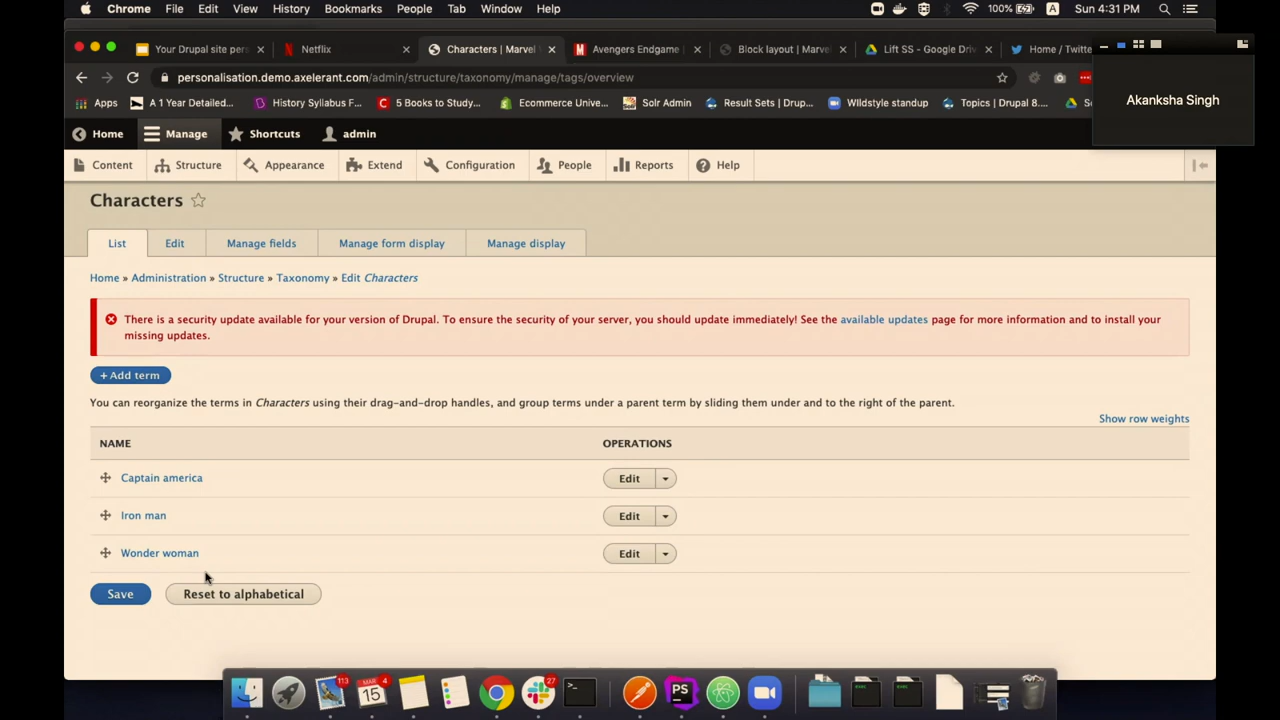 Chrome File Edit View History Bookmarks People Tab Window Help 100% A Sun 4:31 PM
Your Drupal site per Netflix Characters | Marvel Avengers Endgame | Block layout | Marve Lift SS - Google Driv Home / Twitte
personalisation.demo.axelerant.com/admin/structure/taxonomy/manage/tags/overview
Apps A 1 Year Detailed... History Syllabus F... 5 Books to Study... Ecommerce Unive... Solr Admin Result Sets | Drup... WIldstyle standup Topics | Drupal 8....
Akanksha Singh
Home Manage Shortcuts admin
Content Structure Appearance Extend Configuration People Reports Help
Characters
List Edit Manage fields Manage form display Manage display
Home » Administration » Structure » Taxonomy » Edit Characters
There is a security update available for your version of Drupal. To ensure the security of your server, you should update immediately! See the available updates page for more information and to install your
missing updates.
+ Add term
You can reorganize the terms in Characters using their drag-and-drop handles, and group terms under a parent term by sliding them under and to the right of the parent.
Show row weights
NAME OPERATIONS
Captain america Edit
Iron man Edit
Wonder woman Edit
Save Reset to alphabetical
113 MAR 15 4 27 PS